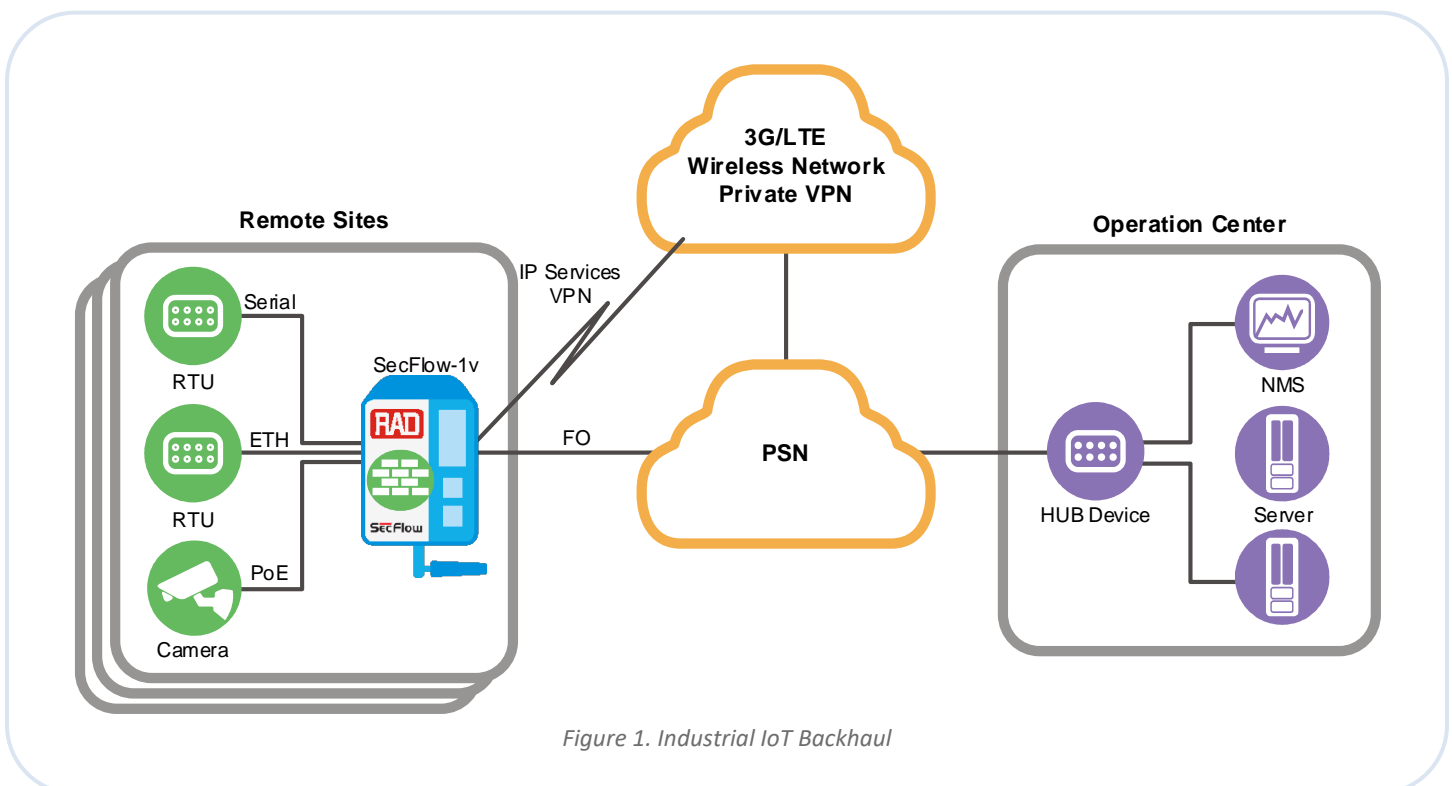 3G/LTE
Wireless Network
Private VPN
Remote Sites
Operation Center
IP Services
VPN
Serial
RTU
SecFlow-1v
RAD
NMS
ETH
FO
PSN
RTU
SecFlow
HUB Device
Server
PoE
Camera
Figure 1. Industrial IoT Backhaul